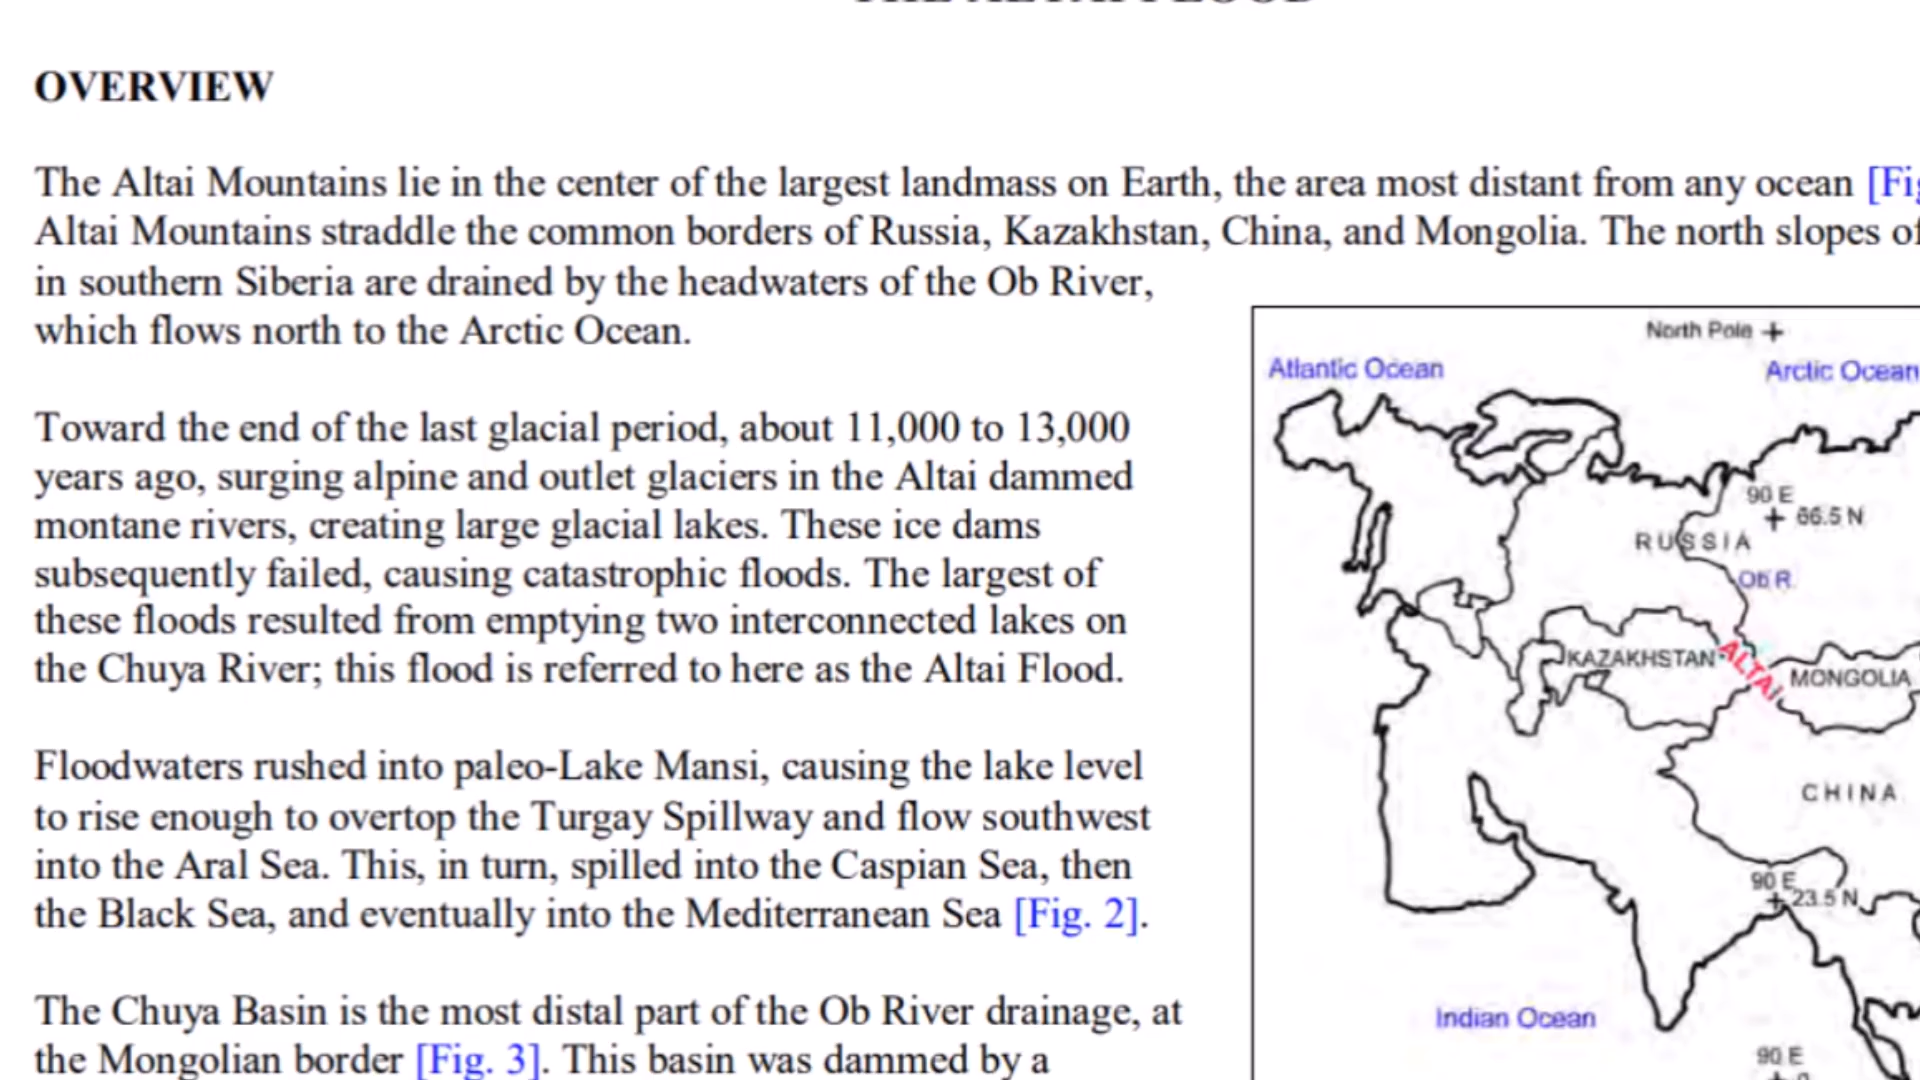 THE ALTAI FLOOD
OVERVIEW
The Altai Mountains lie in the center of the largest landmass on Earth, the area most distant from any ocean [Fig
Altai Mountains straddle the common borders of Russia, Kazakhstan, China, and Mongolia. The north slopes of
in southern Siberia are drained by the headwaters of the Ob River,
which flows north to the Arctic Ocean.
Toward the end of the last glacial period, about 11,000 to 13,000
years ago, surging alpine and outlet glaciers in the Altai dammed
montane rivers, creating large glacial lakes. These ice dams
subsequently failed, causing catastrophic floods. The largest of
these floods resulted from emptying two interconnected lakes on
the Chuya River; this flood is referred to here as the Altai Flood.
Floodwaters rushed into paleo-Lake Mansi, causing the lake level
to rise enough to overtop the Turgay Spillway and flow southwest
into the Aral Sea. This, in turn, spilled into the Caspian Sea, then
the Black Sea, and eventually into the Mediterranean Sea [Fig. 2].
The Chuya Basin is the most distal part of the Ob River drainage, at
the Mongolian border [Fig. 3]. This basin was dammed by a
North Pole +
Atlantic Ocean
Arctic Ocean
90 E
+ 66.5 N
RUSSIA
Ob R.
KAZAKHSTAN
ALTAI
MONGOLIA
CHINA
90 E
+ 23.5 N
Indian Ocean
90 E